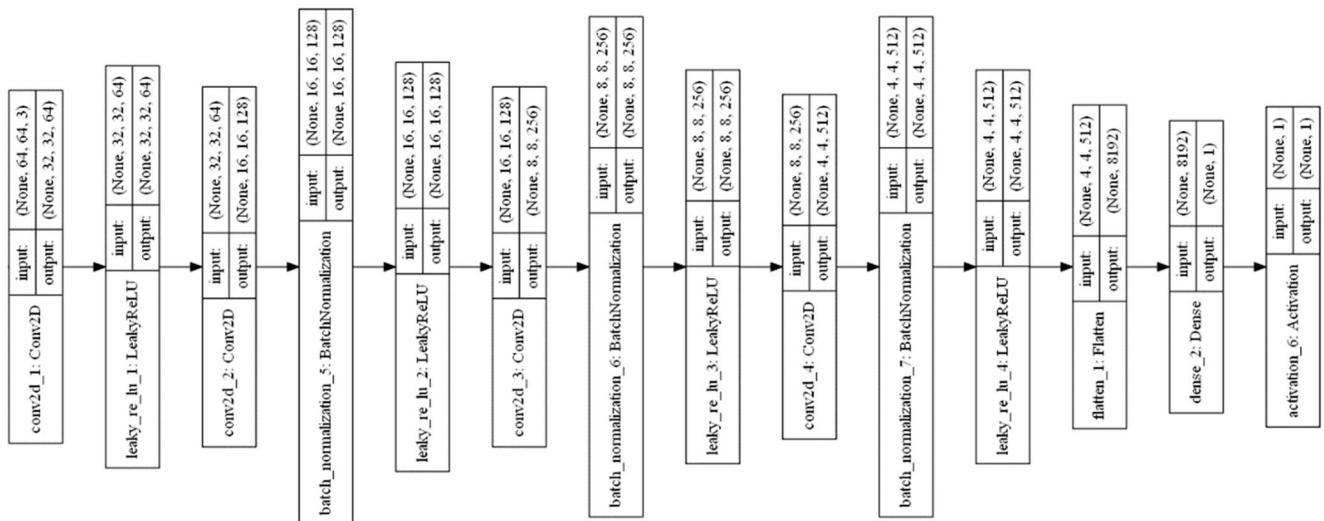 conv2d_1: Conv2D
input: (None, 64, 64, 3)
output: (None, 32, 32, 64)
leaky_re_lu_1: LeakyReLU
input: (None, 32, 32, 64)
output: (None, 32, 32, 64)
conv2d_2: Conv2D
input: (None, 32, 32, 64)
output: (None, 16, 16, 128)
batch_normalization_5: BatchNormalization
input: (None, 16, 16, 128)
output: (None, 16, 16, 128)
leaky_re_lu_2: LeakyReLU
input: (None, 16, 16, 128)
output: (None, 16, 16, 128)
conv2d_3: Conv2D
input: (None, 16, 16, 128)
output: (None, 8, 8, 256)
batch_normalization_6: BatchNormalization
input: (None, 8, 8, 256)
output: (None, 8, 8, 256)
leaky_re_lu_3: LeakyReLU
input: (None, 8, 8, 256)
output: (None, 8, 8, 256)
conv2d_4: Conv2D
input: (None, 8, 8, 256)
output: (None, 4, 4, 512)
batch_normalization_7: BatchNormalization
input: (None, 4, 4, 512)
output: (None, 4, 4, 512)
leaky_re_lu_4: LeakyReLU
input: (None, 4, 4, 512)
output: (None, 4, 4, 512)
flatten_1: Flatten
input: (None, 4, 4, 512)
output: (None, 8192)
dense_2: Dense
input: (None, 8192)
output: (None, 1)
activation_6: Activation
input: (None, 1)
output: (None, 1)